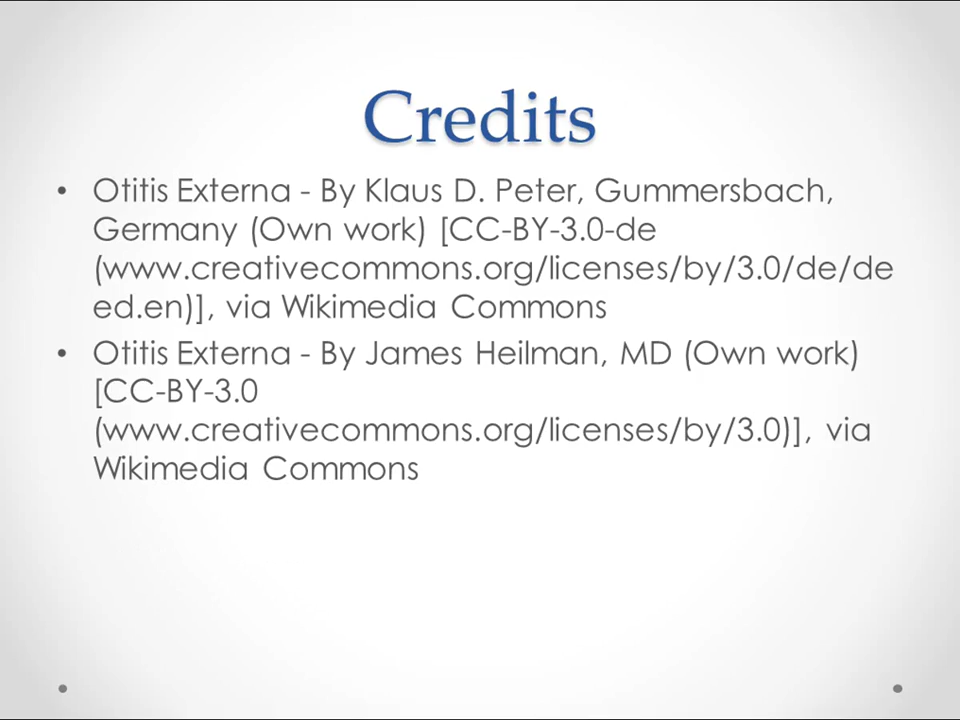 Credits
• Otitis Externa - By Klaus D. Peter, Gummersbach,
Germany (Own work) [CC-BY-3.0-de
(www.creativecommons.org/licenses/by/3.0/de/de
ed.en)], via Wikimedia Commons
• Otitis Externa - By James Heilman, MD (Own work)
[CC-BY-3.0
(www.creativecommons.org/licenses/by/3.0)], via
Wikimedia Commons